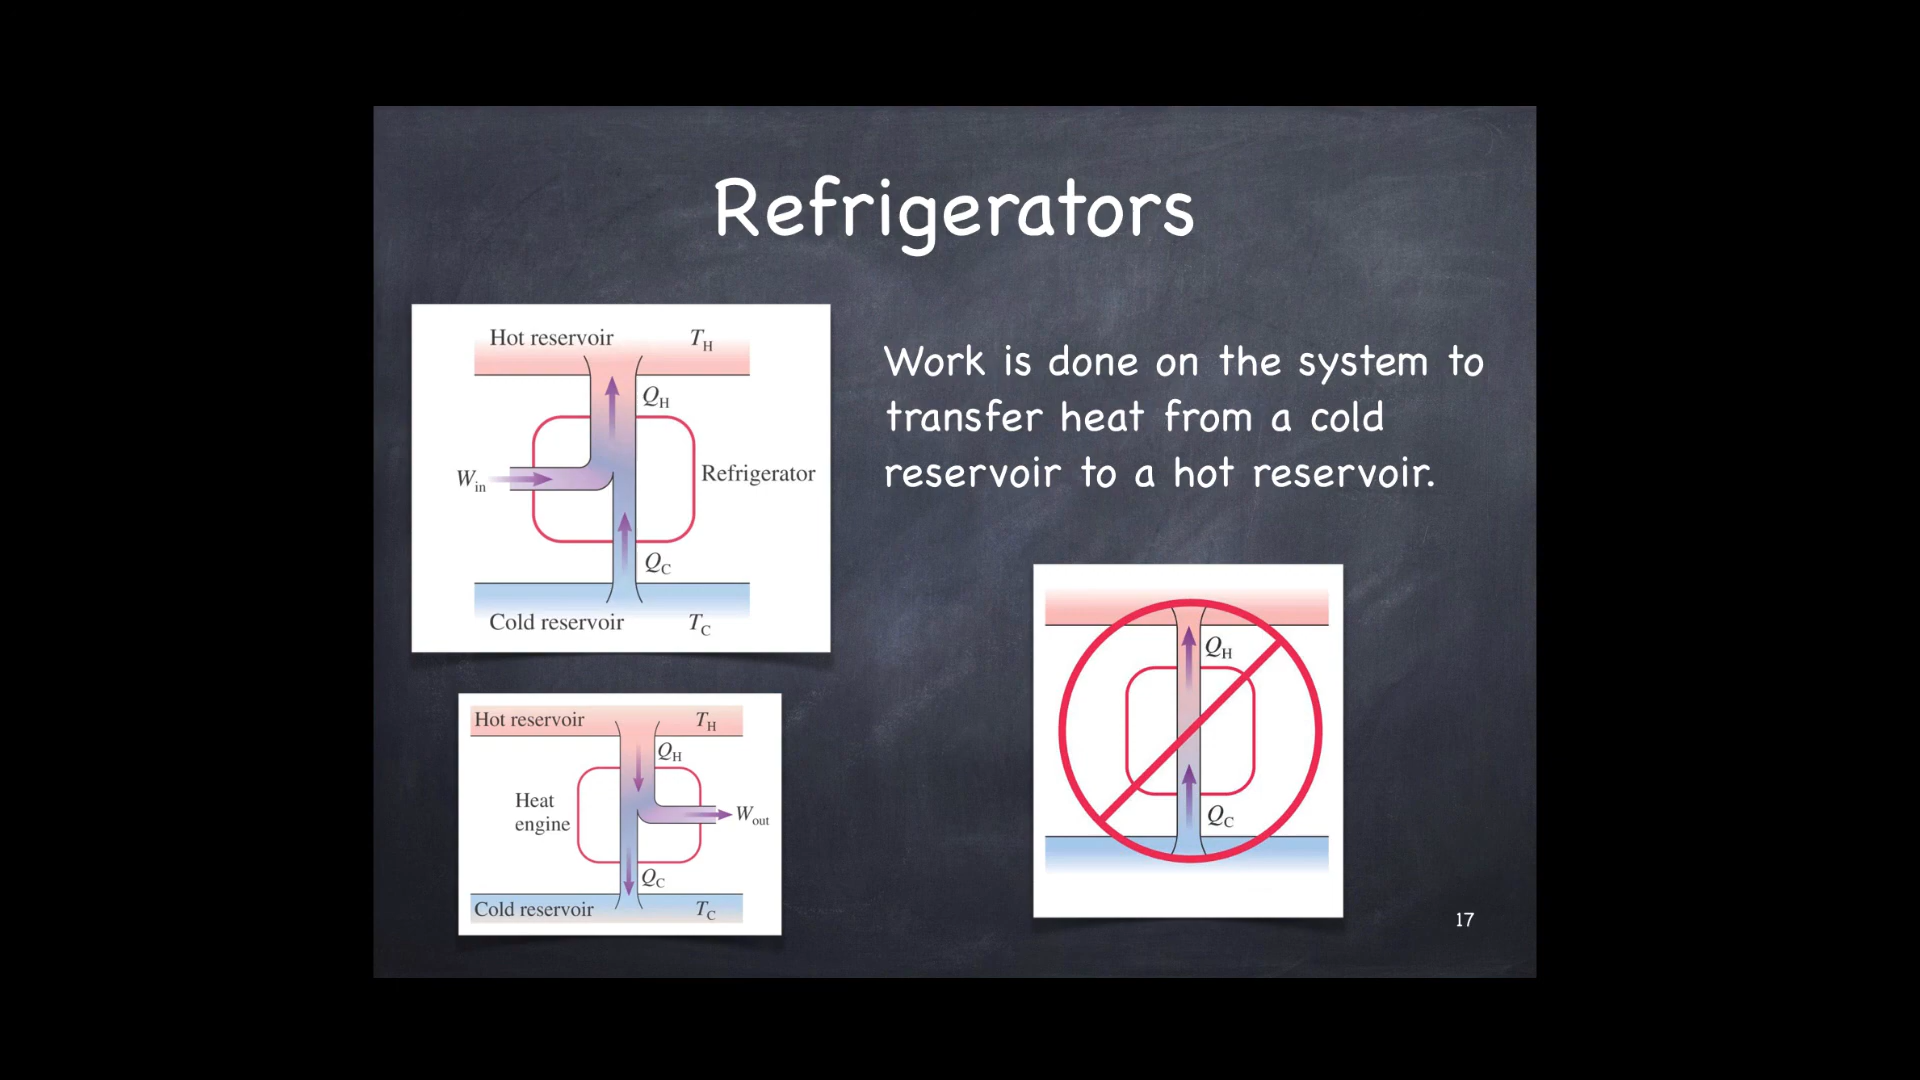 Refrigerators
Hot reservoir T_H
Q_H
W_in
Refrigerator
Q_C
Cold reservoir T_C
Work is done on the system to
transfer heat from a cold
reservoir to a hot reservoir.
Hot reservoir T_H
Q_H
Heat
engine
W_out
Q_C
Cold reservoir T_C
Q_H
Q_C
17